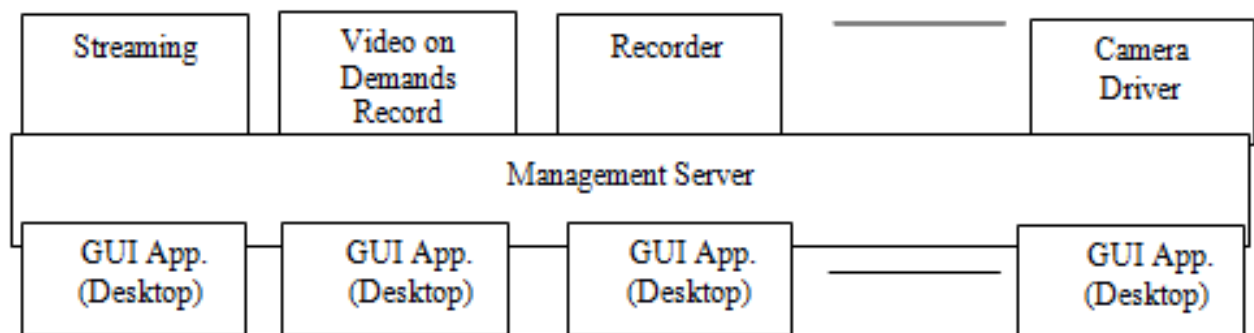 Streaming
Video on
Demands
Record
Recorder
Camera
Driver
Management Server
GUI App.
(Desktop)
GUI App.
(Desktop)
GUI App.
(Desktop)
GUI App.
(Desktop)